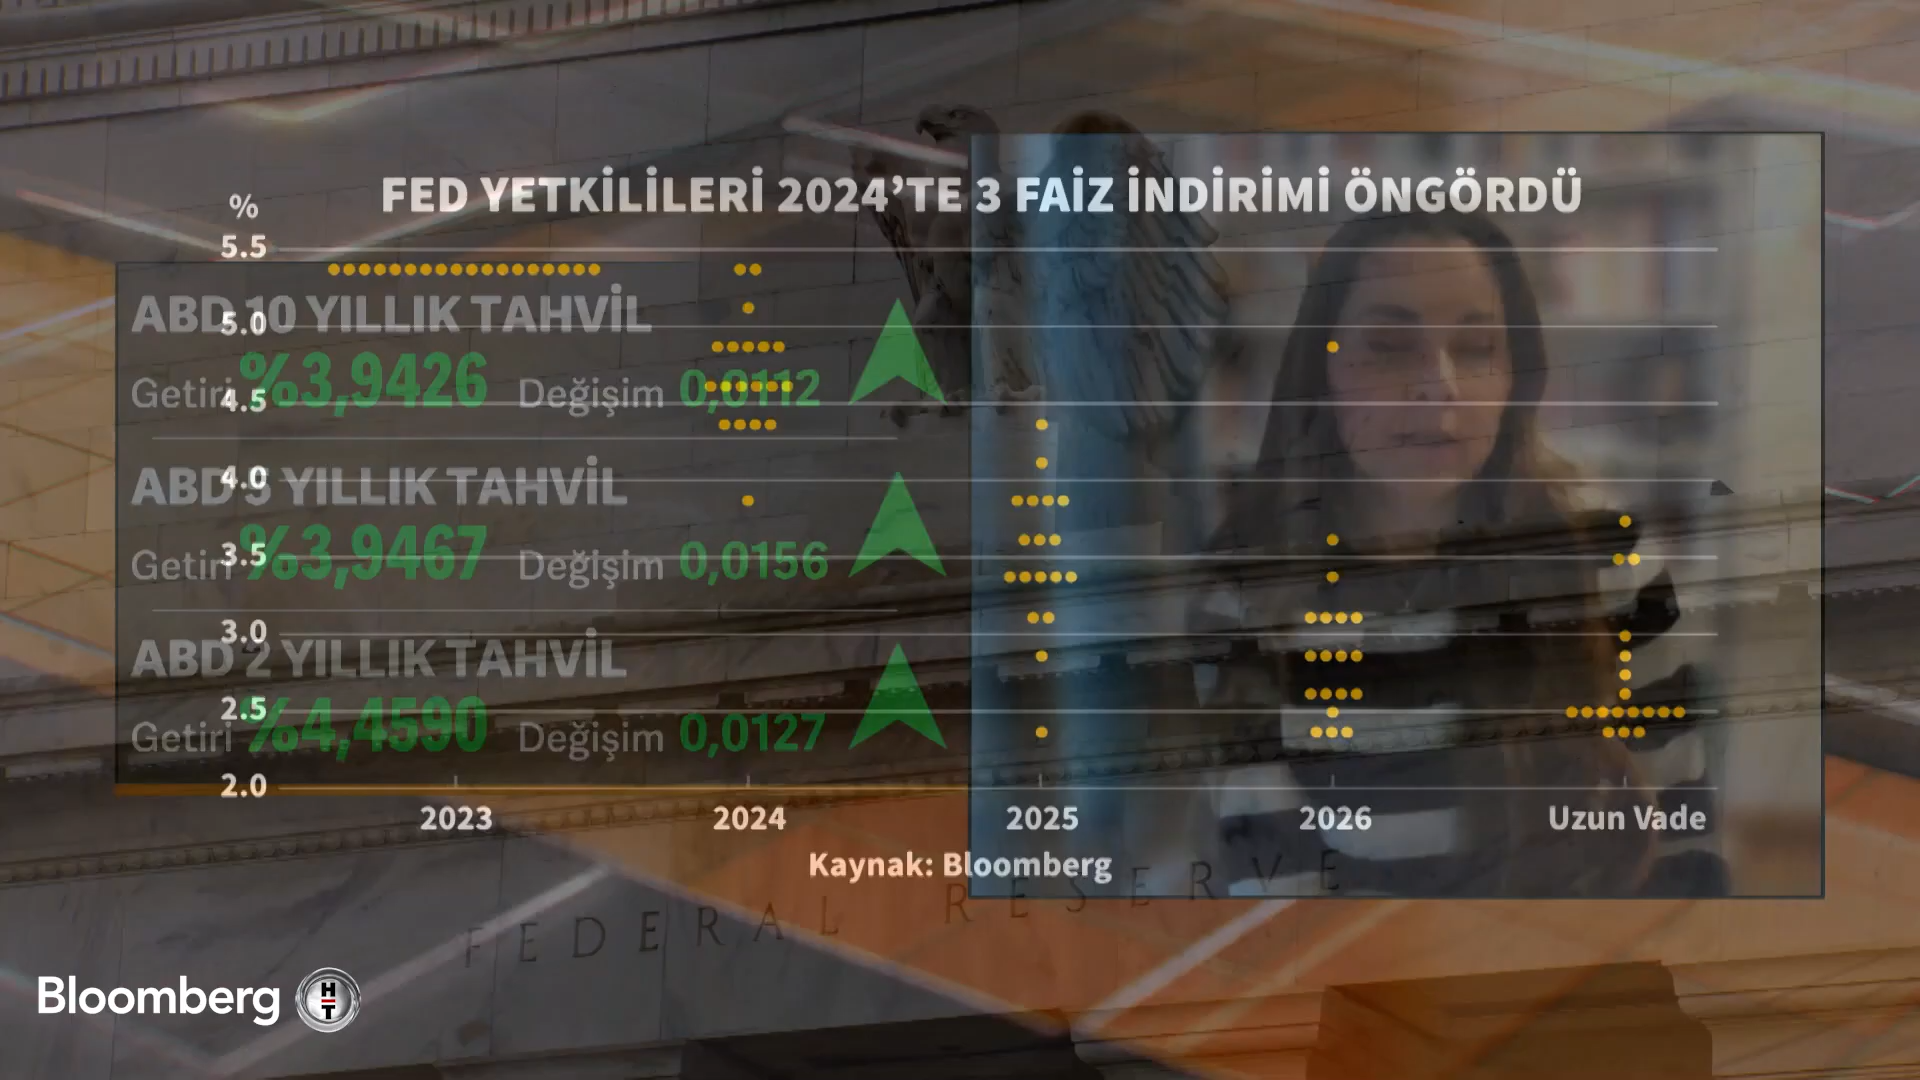 FED YETKİLİLERİ 2024’TE 3 FAİZ İNDİRİMİ ÖNGÖRDÜ
%
5.5
5.0
4.5
4.0
3.5
3.0
2.5
2.0
ABD 10 YILLIK TAHVİL
Getiri %3,9426 Değişim 0,0112
ABD 5 YILLIK TAHVİL
Getiri %3,9467 Değişim 0,0156
ABD 2 YILLIK TAHVİL
Getiri %4,4590 Değişim 0,0127
2023 2024 2025 2026 Uzun Vade
Kaynak: Bloomberg
FEDERAL RESERVE
Bloomberg HT